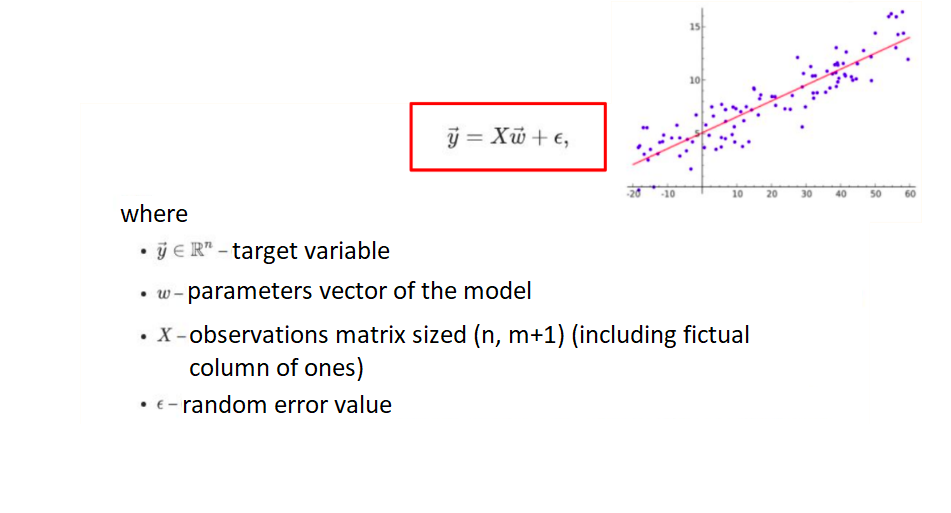 15
10
5
-20 -10 10 20 30 40 50 60
$\vec{y} = X\vec{w} + \epsilon,$
where
• $\vec{y} \in \mathbb{R}^n$ – target variable
• $w$ – parameters vector of the model
• $X$ – observations matrix sized (n, m+1) (including fictual
column of ones)
• $\epsilon$ – random error value